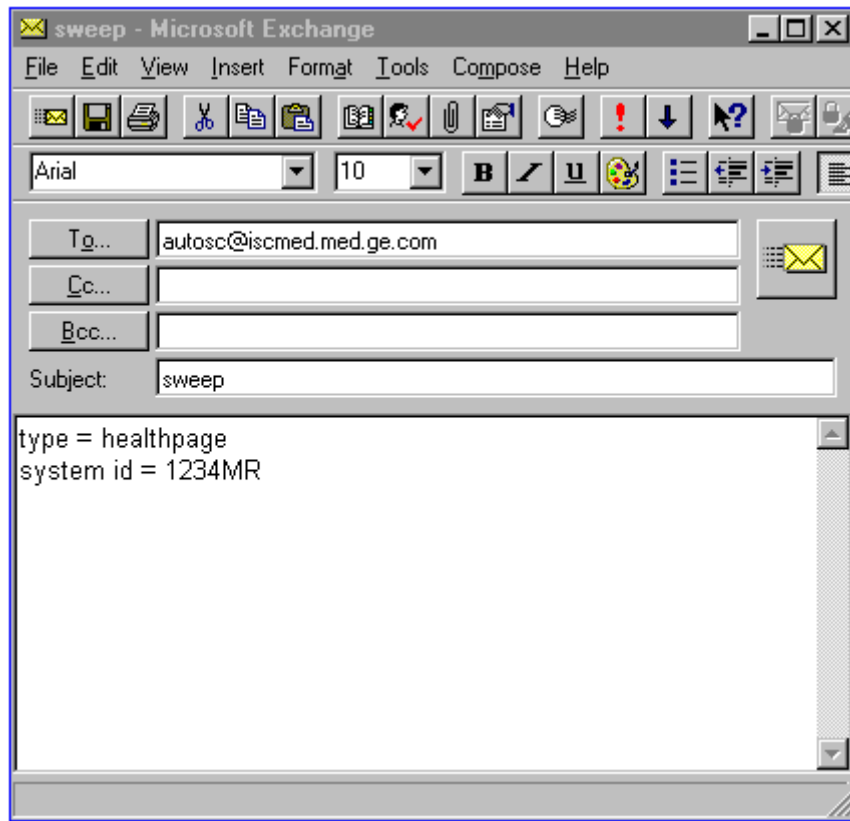 sweep - Microsoft Exchange
File Edit View Insert Format Tools Compose Help
Arial 10 B I U
To... autosc@iscmed.med.ge.com
Cc...
Bcc...
Subject: sweep
type = healthpage
system id = 1234MR